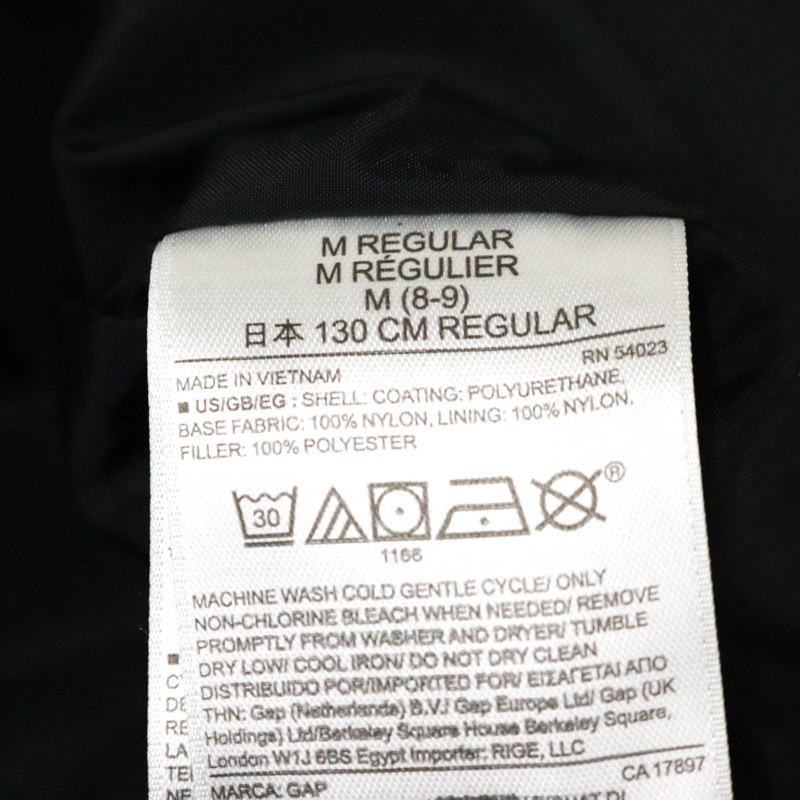 M REGULAR
M RÉGULIER
M (8-9)
日本 130 CM REGULAR
RN 54023
MADE IN VIETNAM
■ US/GB/EG : SHELL: COATING: POLYURETHANE,
BASE FABRIC: 100% NYLON, LINING: 100% NYLON,
FILLER: 100% POLYESTER
30
®
1166
MACHINE WASH COLD GENTLE CYCLE/ ONLY
NON-CHLORINE BLEACH WHEN NEEDED/ REMOVE
PROMPTLY FROM WASHER AND DRYER/ TUMBLE
DRY LOW/ COOL IRON/ DO NOT DRY CLEAN
DISTRIBUIDO POR/IMPORTED FOR/ ΕΙΣΑΓΕΤΑΙ ΑΠΟ
ΤΗΝ: Gap (Netherlands) B.V./ Gap Europe Ltd/ Gap (UK
Holdings) Ltd/Berkeley Square House Berkeley Square,
London W1J 6BS Egypt Importer: RIGE, LLC
CA 17897
MARCA: GAP
RE
LA